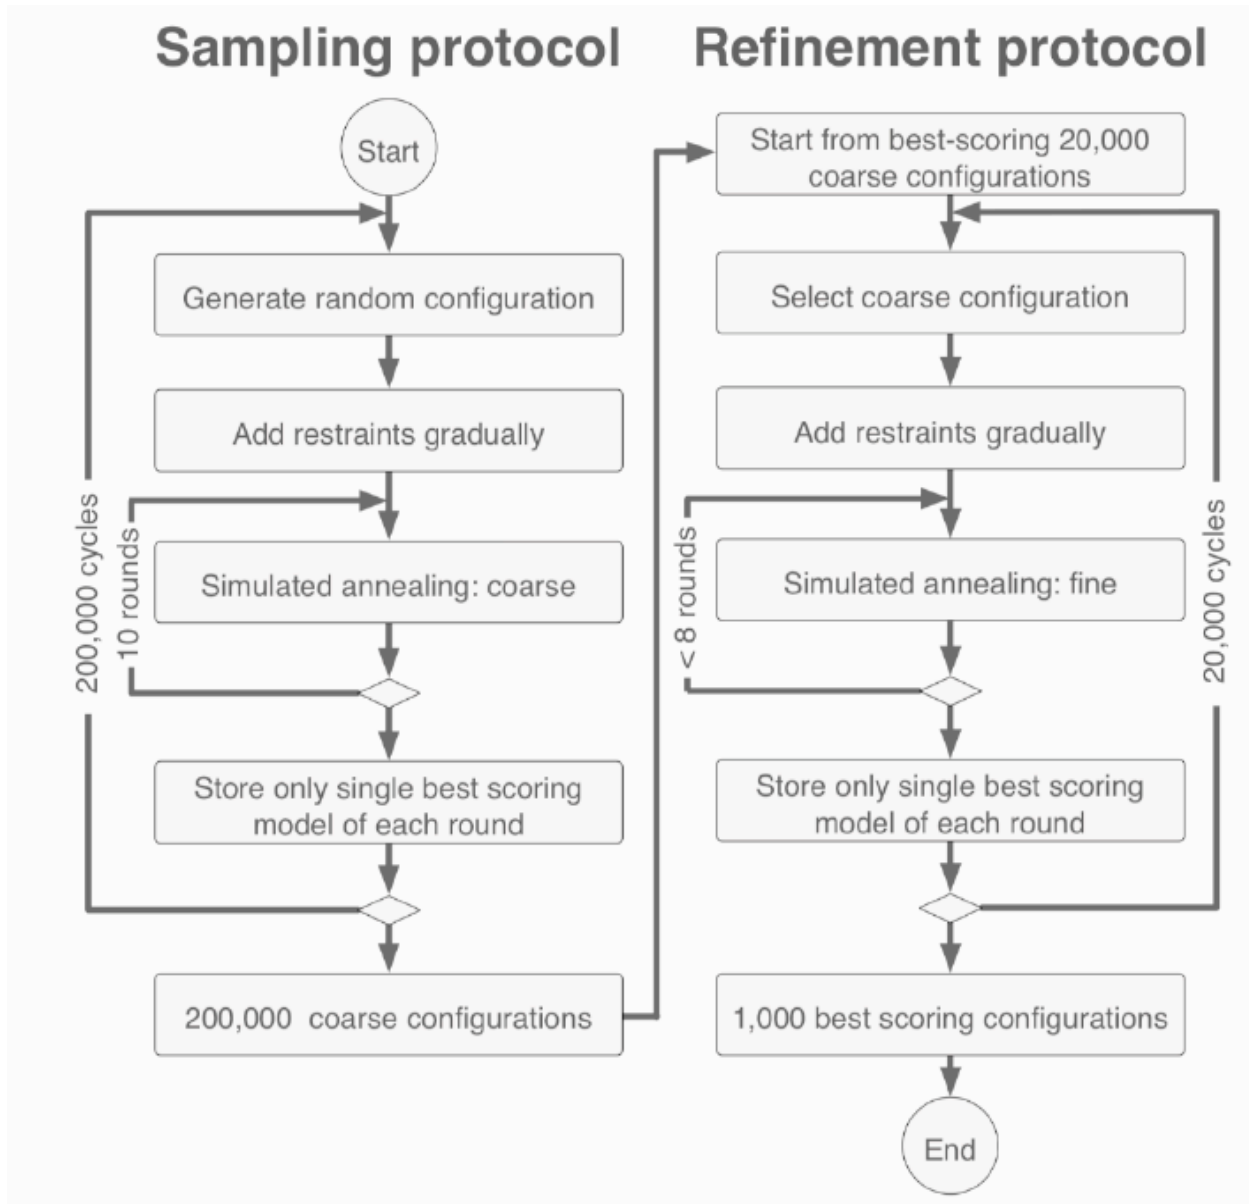 Sampling protocol
Start
Generate random configuration
Add restraints gradually
Simulated annealing: coarse
10 rounds
200,000 cycles
Store only single best scoring
model of each round
200,000 coarse configurations
Refinement protocol
Start from best-scoring 20,000
coarse configurations
Select coarse configuration
Add restraints gradually
Simulated annealing: fine
< 8 rounds
20,000 cycles
Store only single best scoring
model of each round
1,000 best scoring configurations
End